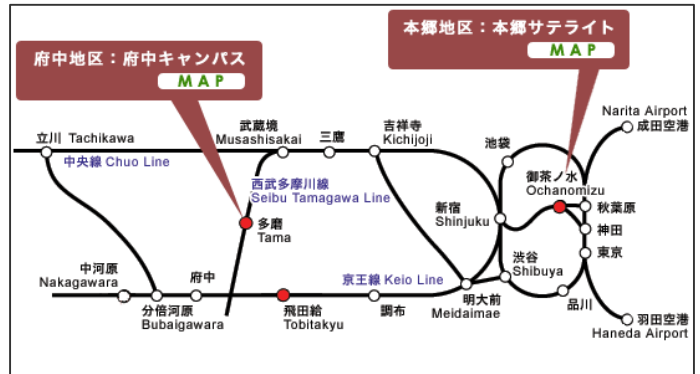 本郷地区：本郷サテライト
MAP
府中地区：府中キャンパス
MAP
Narita Airport
成田空港
立川 Tachikawa
武蔵境
Musashisakai
三鷹
吉祥寺
Kichijoji
池袋
中央線 Chuo Line
御茶ノ水
Ochanomizu
西武多摩川線
Seibu Tamagawa Line
秋葉原
新宿
Shinjuku
多磨
Tama
神田
東京
中河原
Nakagawara
府中
京王線 Keio Line
渋谷
Shibuya
分倍河原
Bubaigawara
飛田給
Tobitakyu
調布
明大前
Meidaimae
品川
羽田空港
Haneda Airport